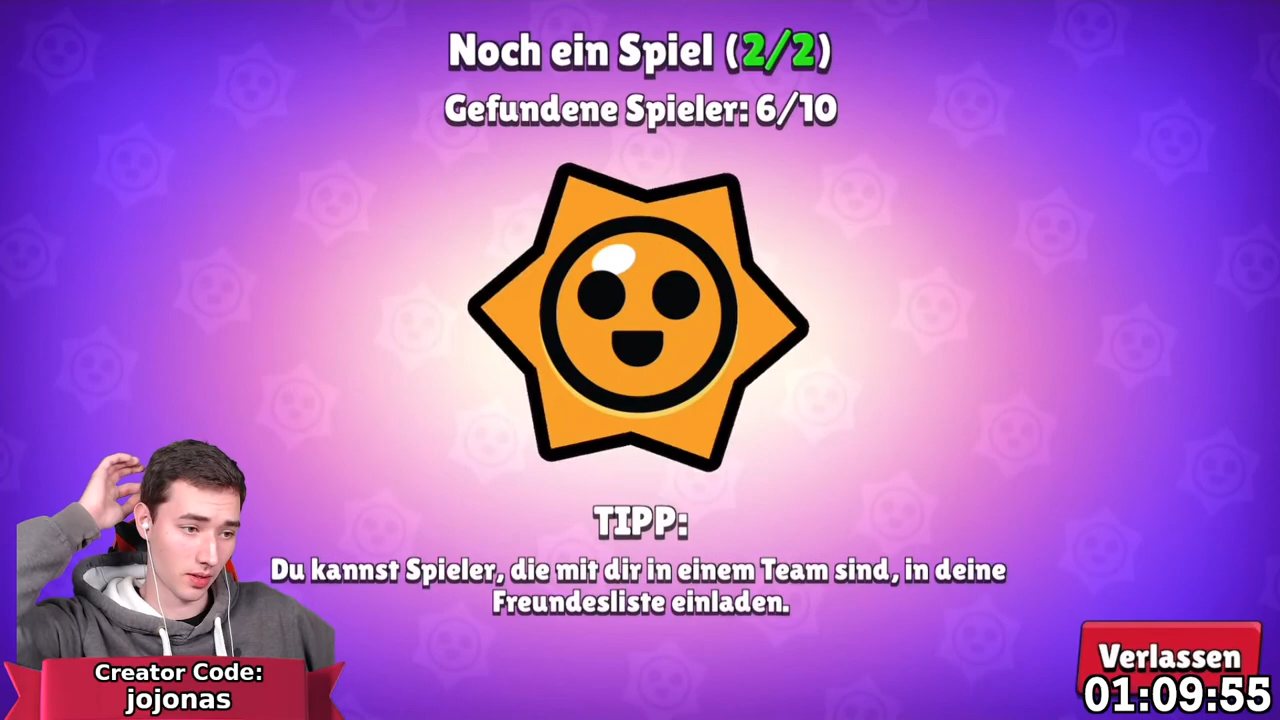 Noch ein Spiel (2/2)
Gefundene Spieler: 6/10
TIPP:
Du kannst Spieler, die mit dir in einem Team sind, in deine
Freundesliste einladen.
Creator Code:
jojonas
Verlassen
01:09:55